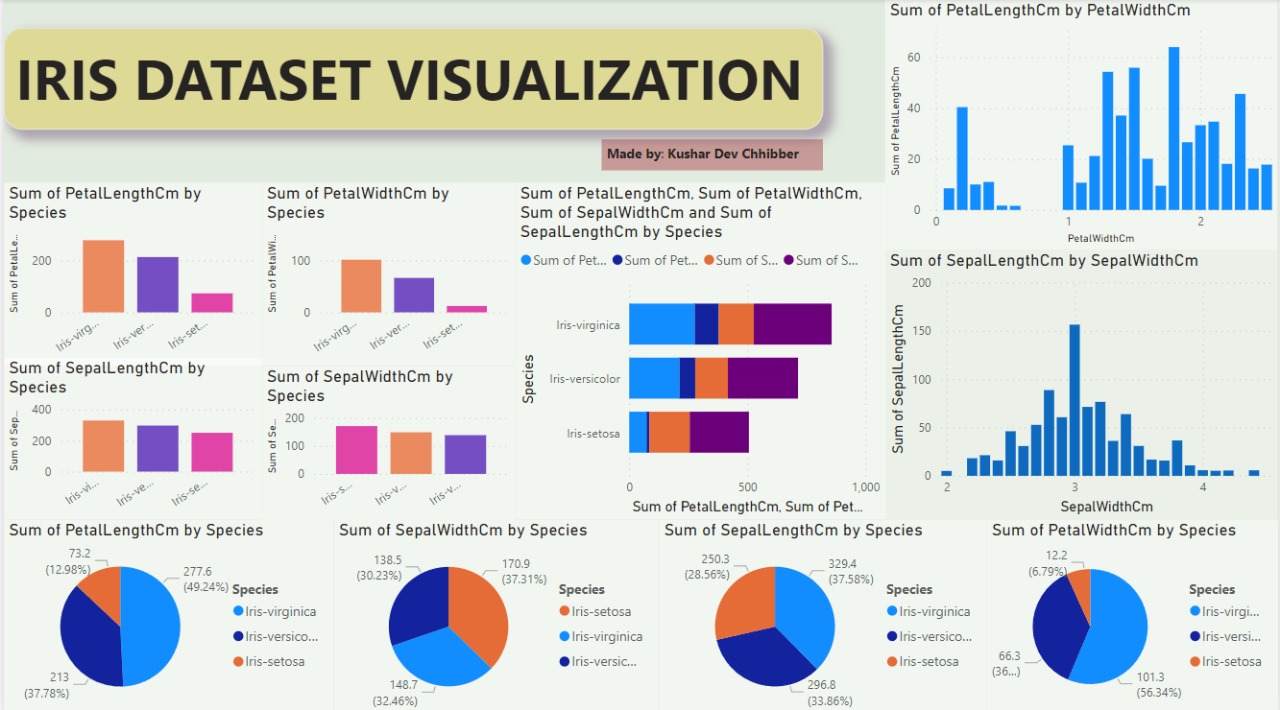 IRIS DATASET VISUALIZATION
Made by: Kushar Dev Chhibber
Sum of PetalLengthCm by PetalWidthCm
Sum of PetalLengthCm
60
40
20
0
0
1
2
PetalWidthCm
Sum of PetalLengthCm by
Species
Sum of PetalLe...
200
0
Iris-virg...
Iris-ver...
Iris-set...
Sum of PetalWidthCm by
Species
Sum of PetalWi...
100
0
Iris-virg...
Iris-ver...
Iris-set...
Sum of PetalLengthCm, Sum of PetalWidthCm,
Sum of SepalWidthCm and Sum of
SepalLengthCm by Species
Sum of Pet...
Sum of Pet...
Sum of S...
Sum of S...
Species
Iris-virginica
Iris-versicolor
Iris-setosa
0
500
1,000
Sum of PetalLengthCm, Sum of Pet...
Sum of SepalLengthCm by SepalWidthCm
Sum of SepalLengthCm
200
150
100
50
0
2
3
4
SepalWidthCm
Sum of SepalLengthCm by
Species
Sum of Sep...
400
200
0
Iris-vi...
Iris-ve...
Iris-se...
Sum of SepalWidthCm by
Species
Sum of Se...
200
100
0
Iris-s...
Iris-v...
Iris-v...
Sum of PetalLengthCm by Species
73.2
(12.98%)
277.6
(49.24%)
213
(37.78%)
Species
Iris-virginica
Iris-versico...
Iris-setosa
Sum of SepalWidthCm by Species
138.5
(30.23%)
170.9
(37.31%)
148.7
(32.46%)
Species
Iris-setosa
Iris-virginica
Iris-versic...
Sum of SepalLengthCm by Species
250.3
(28.56%)
329.4
(37.58%)
296.8
(33.86%)
Species
Iris-virginica
Iris-versico...
Iris-setosa
Sum of PetalWidthCm by Species
12.2
(6.79%)
66.3
(36...)
101.3
(56.34%)
Species
Iris-virgi...
Iris-versi...
Iris-setosa